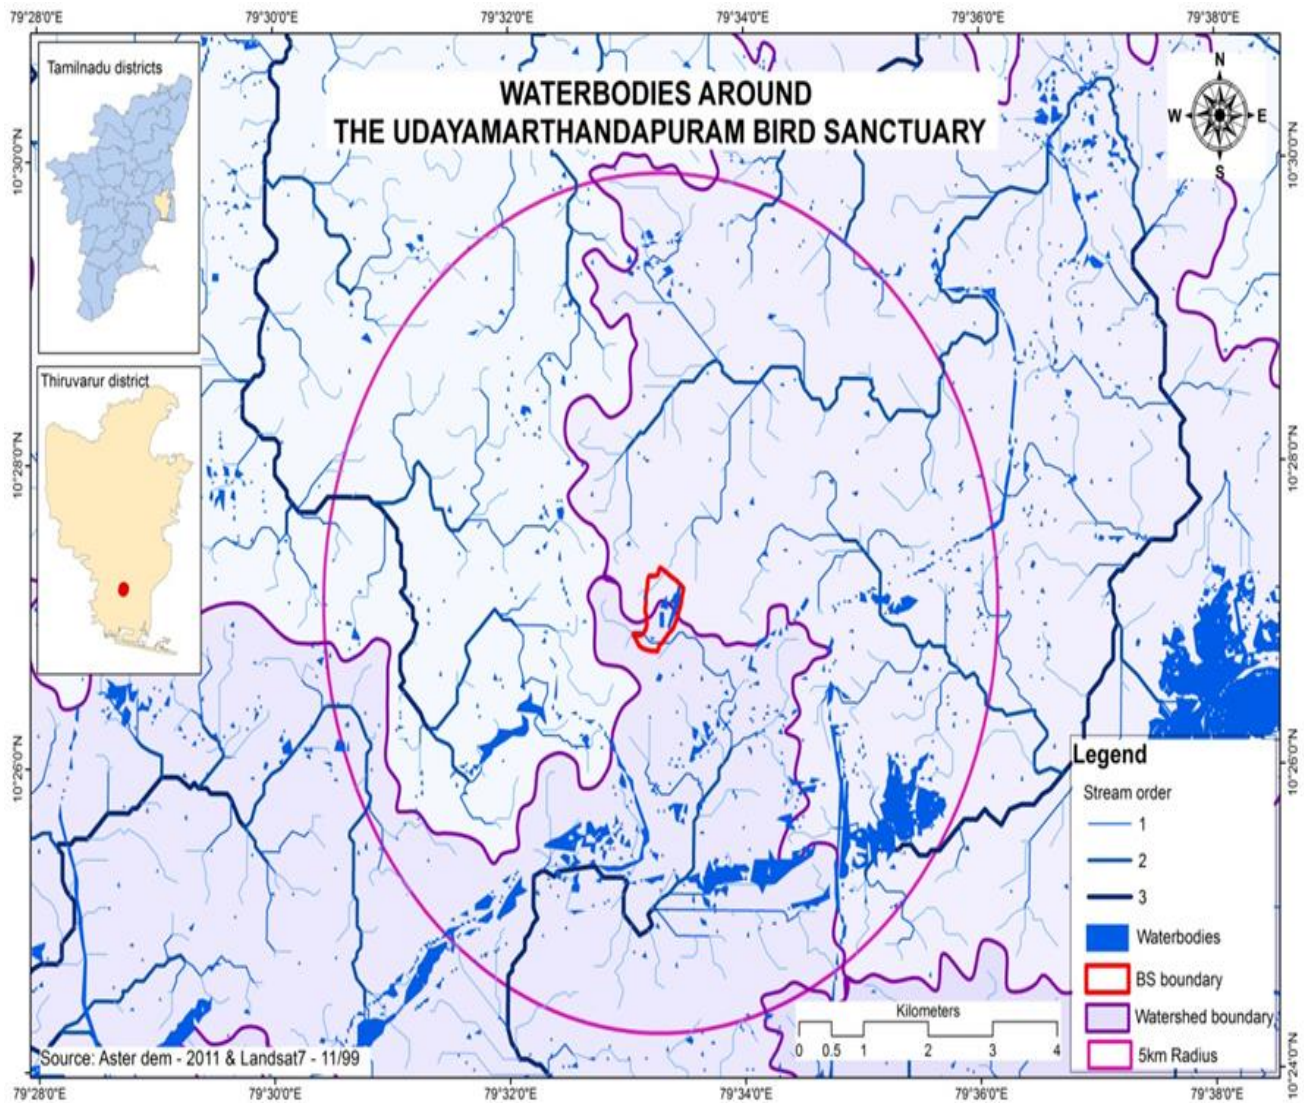 79°28'0"E 79°30'0"E 79°32'0"E 79°34'0"E 79°36'0"E 79°38'0"E
Tamilnadu districts
WATERBODIES AROUND
THE UDAYAMARTHANDAPURAM BIRD SANCTUARY
N
W E
S
10°30'0"N 10°30'0"N
Thiruvarur district
10°28'0"N 10°28'0"N
10°26'0"N 10°26'0"N
Legend
Stream order
1
2
3
Waterbodies
BS boundary
Watershed boundary
5km Radius
Kilometers
0 0.5 1 2 3 4
Source: Aster dem - 2011 & Landsat7 - 11/99
10°24'0"N
79°28'0"E 79°30'0"E 79°32'0"E 79°34'0"E 79°36'0"E 79°38'0"E